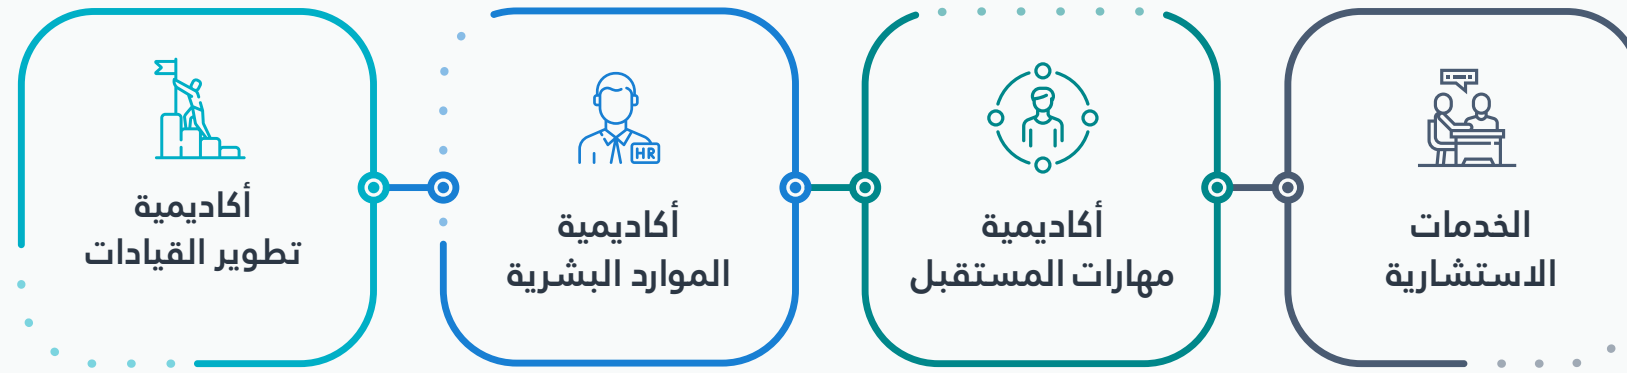 الخدمات
الاستشارية
أكاديمية
مهارات المستقبل
HR
أكاديمية
الموارد البشرية
أكاديمية
تطوير القيادات